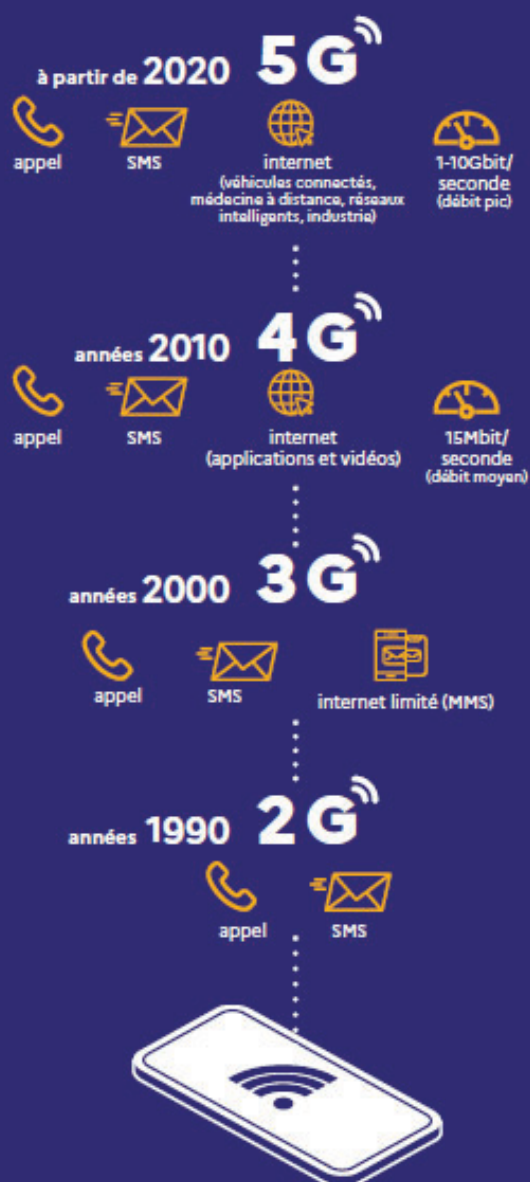 à partir de 2020 5G
appel
SMS
internet
(véhicules connectés,
médecine à distance, réseaux
intelligents, industrie)
1-10Gbit/
seconde
(débit pic)
années 2010 4G
appel
SMS
internet
(applications et vidéos)
15Mbit/
seconde
(débit moyen)
années 2000 3G
appel
SMS
internet limité (MMS)
années 1990 2G
appel
SMS